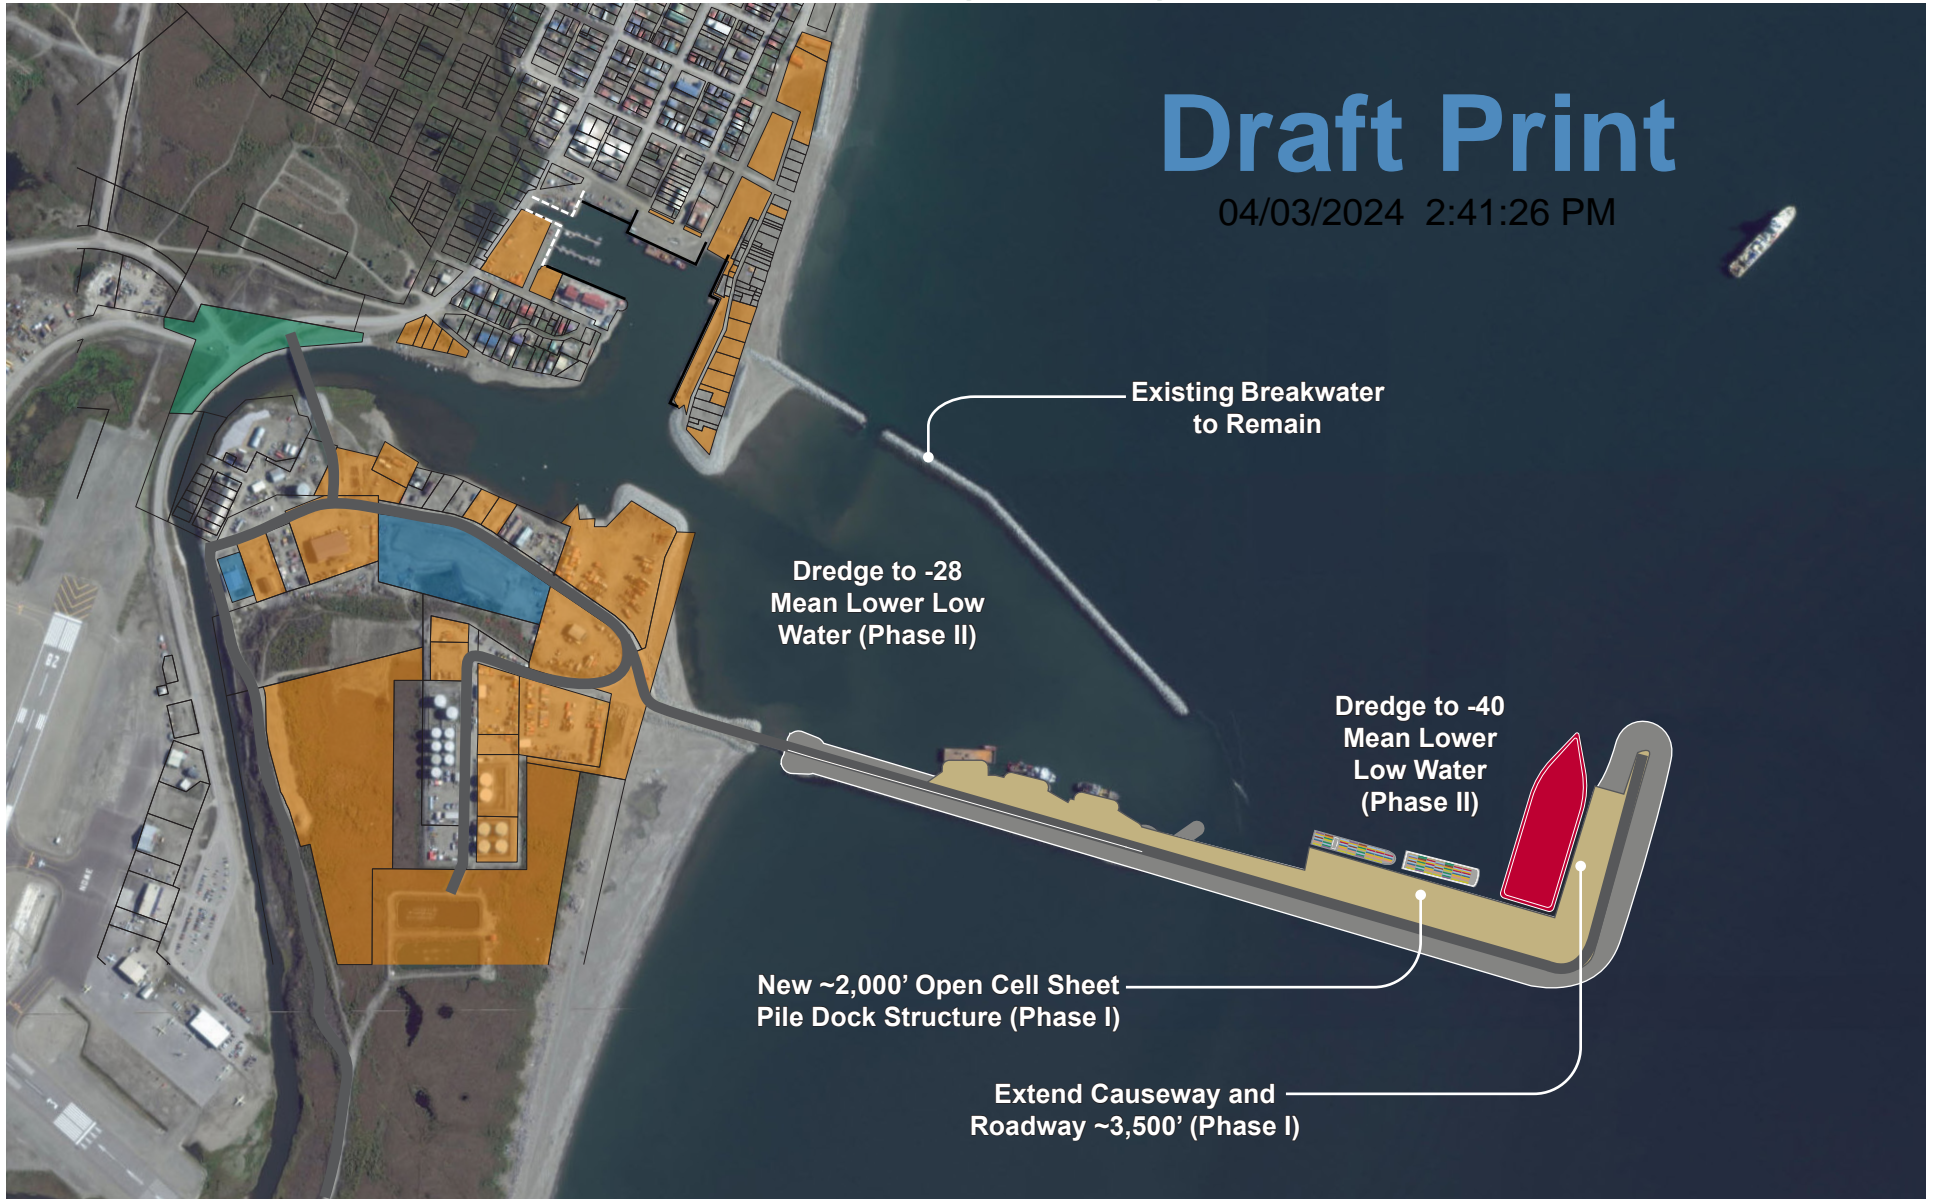 Draft Print
04/03/2024 2:41:26 PM
Existing Breakwater
to Remain
Dredge to -28
Mean Lower Low
Water (Phase II)
Dredge to -40
Mean Lower
Low Water
(Phase II)
New ~2,000’ Open Cell Sheet
Pile Dock Structure (Phase I)
Extend Causeway and
Roadway ~3,500’ (Phase I)